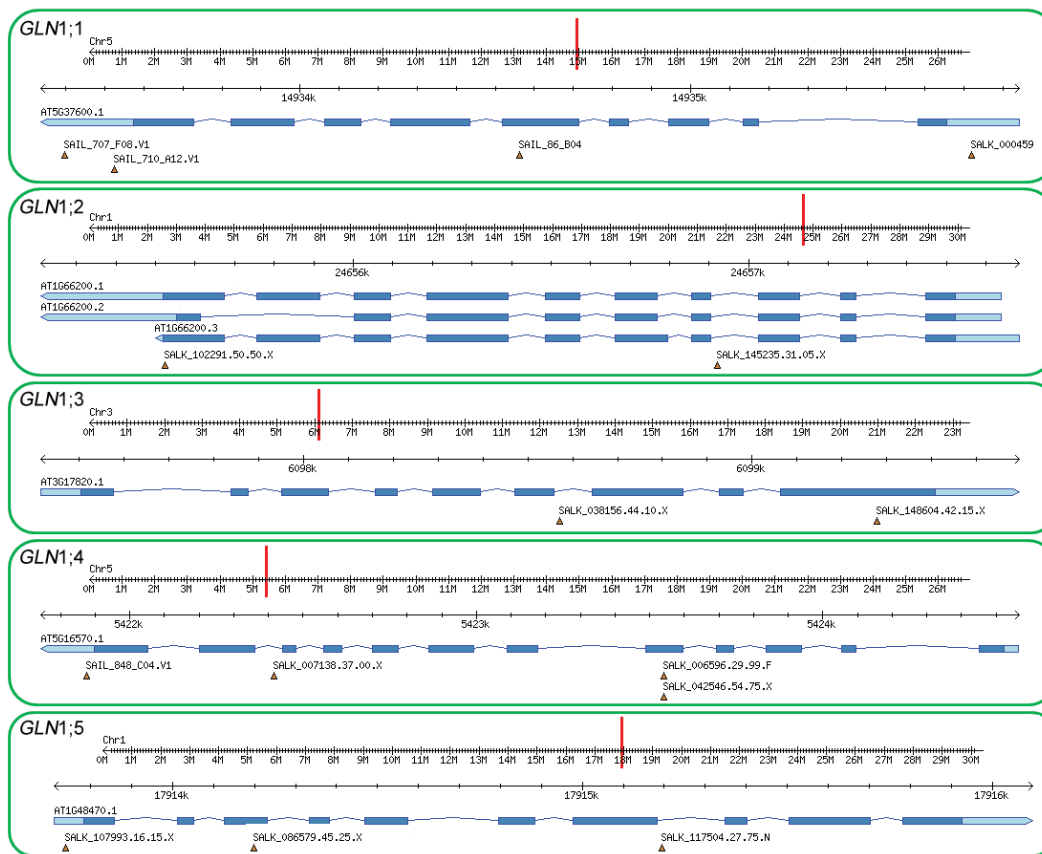 GLN1;1
Chr5
0M 1M 2M 3M 4M 5M 6M 7M 8M 9M 10M 11M 12M 13M 14M 15M 16M 17M 18M 19M 20M 21M 22M 23M 24M 25M 26M
14934k 14935k
AT5G37600.1
SAIL_707_F08.V1 SAIL_86_B04 SALK_000459
SAIL_710_A12.V1
GLN1;2
Chr1
0M 1M 2M 3M 4M 5M 6M 7M 8M 9M 10M 11M 12M 13M 14M 15M 16M 17M 18M 19M 20M 21M 22M 23M 24M 25M 26M 27M 28M 29M 30M
24656k 24657k
AT1G66200.1
AT1G66200.2
AT1G66200.3
SALK_102291.50.50.X SALK_145235.31.05.X
GLN1;3
Chr3
0M 1M 2M 3M 4M 5M 6M 7M 8M 9M 10M 11M 12M 13M 14M 15M 16M 17M 18M 19M 20M 21M 22M 23M
6098k 6099k
AT3G17820.1
SALK_038156.44.10.X SALK_148604.42.15.X
GLN1;4
Chr5
0M 1M 2M 3M 4M 5M 6M 7M 8M 9M 10M 11M 12M 13M 14M 15M 16M 17M 18M 19M 20M 21M 22M 23M 24M 25M 26M
5422k 5423k 5424k
AT5G16570.1
SAIL_848_C04.V1 SALK_007138.37.00.X SALK_006596.29.99.F
SALK_042546.54.75.X
GLN1;5
Chr1
0M 1M 2M 3M 4M 5M 6M 7M 8M 9M 10M 11M 12M 13M 14M 15M 16M 17M 18M 19M 20M 21M 22M 23M 24M 25M 26M 27M 28M 29M 30M
17914k 17915k 17916k
AT1G48470.1
SALK_107993.16.15.X SALK_086579.45.25.X SALK_117504.27.75.N